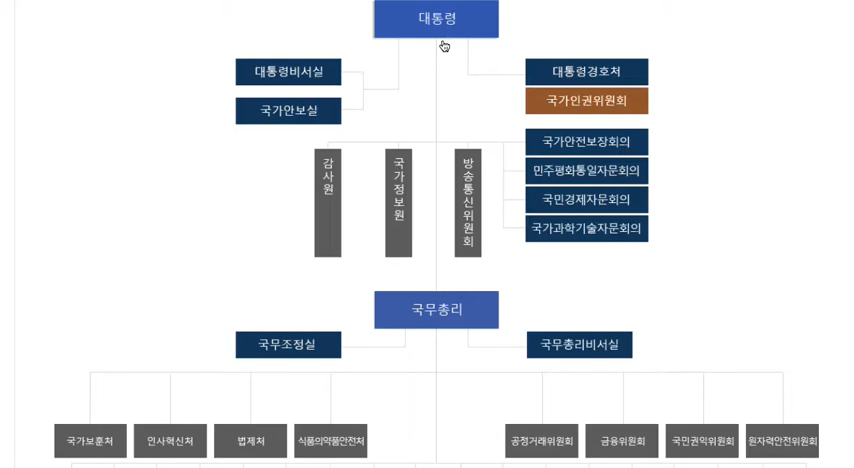 대통령
대통령비서실
대통령경호처
국가안보실
국가인권위원회
감사원
국가정보원
방송통신위원회
국가안전보장회의
민주평화통일자문회의
국민경제자문회의
국가과학기술자문회의
국무총리
국무조정실
국무총리비서실
국가보훈처
인사혁신처
법제처
식품의약품안전처
공정거래위원회
금융위원회
국민권익위원회
원자력안전위원회